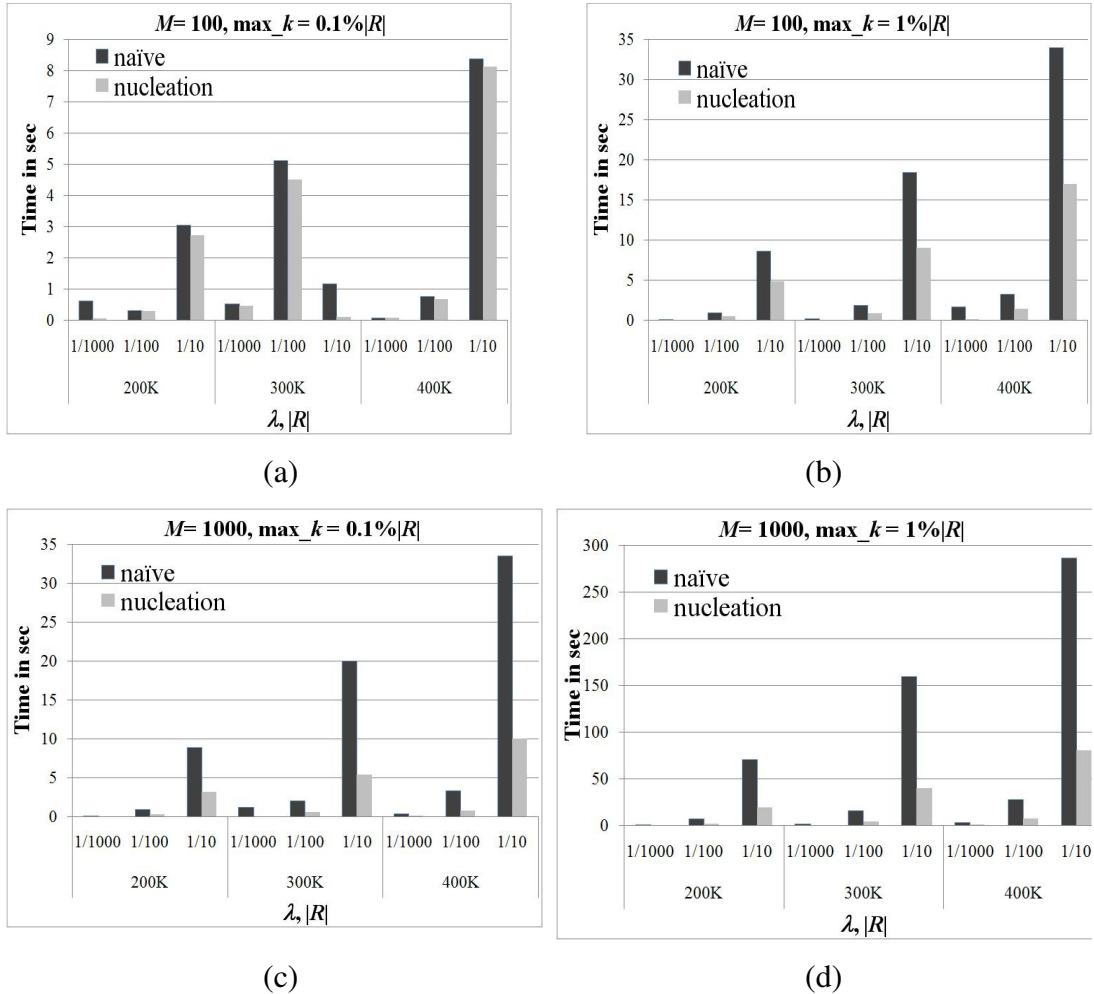 M= 100, max_k = 0.1%|R|
naïve
nucleation
Time in sec
9
8
7
6
5
4
3
2
1
0
1/1000 1/100 1/10 1/1000 1/100 1/10 1/1000 1/100 1/10
200K 300K 400K
λ, |R|
(a)
M= 100, max_k = 1%|R|
naïve
nucleation
Time in sec
35
30
25
20
15
10
5
0
1/1000 1/100 1/10 1/1000 1/100 1/10 1/1000 1/100 1/10
200K 300K 400K
λ, |R|
(b)
M= 1000, max_k = 0.1%|R|
naïve
nucleation
Time in sec
35
30
25
20
15
10
5
0
1/1000 1/100 1/10 1/1000 1/100 1/10 1/1000 1/100 1/10
200K 300K 400K
λ, |R|
(c)
M= 1000, max_k = 1%|R|
naïve
nucleation
Time in sec
300
250
200
150
100
50
0
1/1000 1/100 1/10 1/1000 1/100 1/10 1/1000 1/100 1/10
200K 300K 400K
λ, |R|
(d)